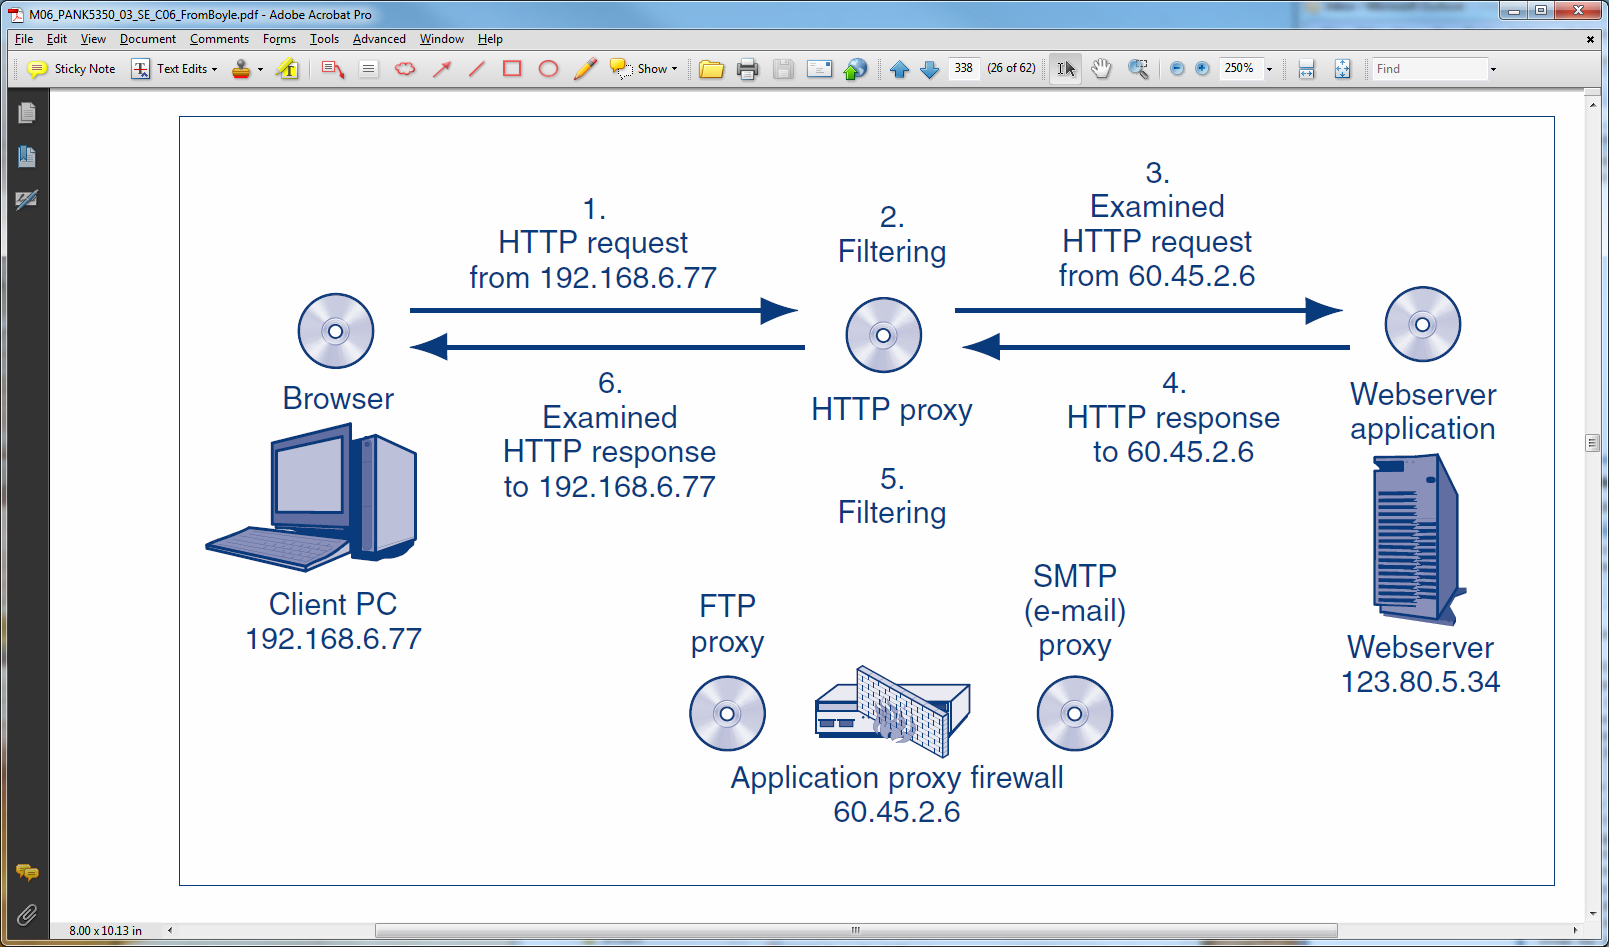 M06_PANK5350_03_SE_C06_FromBoyle.pdf - Adobe Acrobat Pro
File Edit View Document Comments Forms Tools Advanced Window Help
Sticky Note Text Edits Show 338 (26 of 62) 250% Find
1.
HTTP request
from 192.168.6.77
2.
Filtering
3.
Examined
HTTP request
from 60.45.2.6
Browser
6.
Examined
HTTP response
to 192.168.6.77
HTTP proxy
4.
HTTP response
to 60.45.2.6
Webserver
application
5.
Filtering
Client PC
192.168.6.77
FTP
proxy
SMTP
(e-mail)
proxy
Webserver
123.80.5.34
Application proxy firewall
60.45.2.6
8.00 x 10.13 in